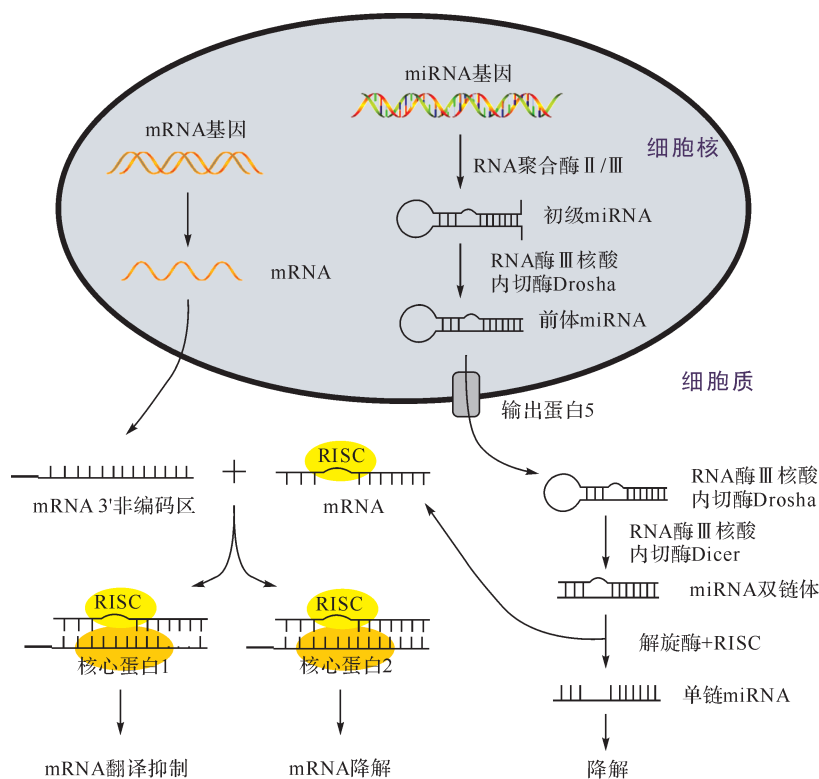 miRNA基因
mRNA基因
细胞核
RNA聚合酶Ⅱ/Ⅲ
初级miRNA
mRNA
RNA酶Ⅲ核酸
内切酶Drosha
前体miRNA
细胞质
输出蛋白5
RISC
mRNA 3'非编码区
+
mRNA
RNA酶Ⅲ核酸
内切酶Drosha
RNA酶Ⅲ核酸
内切酶Dicer
miRNA双链体
RISC
RISC
解旋酶+RISC
核心蛋白1
核心蛋白2
单链miRNA
mRNA翻译抑制
mRNA降解
降解